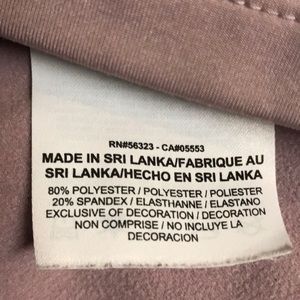 RN#56323 - CA#05553
MADE IN SRI LANKA/FABRIQUE AU
SRI LANKA/HECHO EN SRI LANKA
80% POLYESTER / POLYESTER / POLIESTER
20% SPANDEX / ELASTHANNE / ELASTANO
EXCLUSIVE OF DECORATION / DECORATION
NON COMPRISE / NO INCLUYE LA
DECORACION